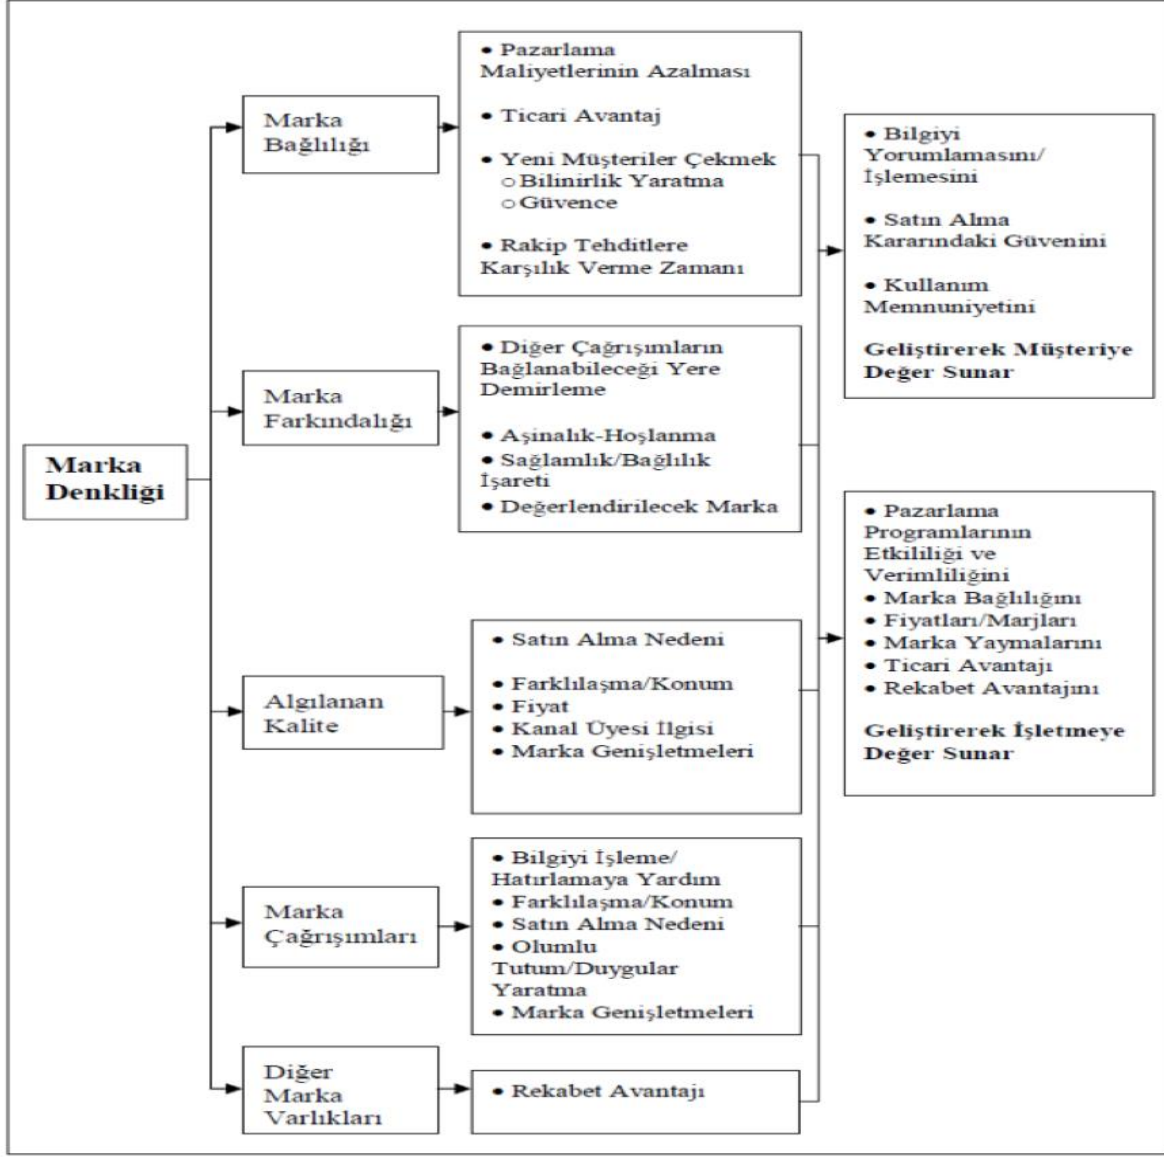 Marka
Denkliği
Marka
Bağlılığı
• Pazarlama
Maliyetlerinin Azalması
• Ticari Avantaj
• Yeni Müşteriler Çekmek
○ Bilinirlik Yaratma
○ Güvence
• Rakip Tehditlere
Karşılık Verme Zamanı
Marka
Farkındalığı
• Diğer Çağrışımların
Bağlanabileceği Yere
Demirleme
• Aşinalık-Hoşlanma
• Sağlamlık/Bağlılık
İşareti
• Değerlendirilecek Marka
Algılanan
Kalite
• Satın Alma Nedeni
• Farklılaşma/Konum
• Fiyat
• Kanal Üyesi İlgisi
• Marka Genişletmeleri
Marka
Çağrışımları
• Bilgiyi İşleme/
Hatırlamaya Yardım
• Farklılaşma/Konum
• Satın Alma Nedeni
• Olumlu
Tutum/Duygular
Yaratma
• Marka Genişletmeleri
Diğer
Marka
Varlıkları
• Rekabet Avantajı
• Bilgiyi
Yorumlamasını/
İşlemesini
• Satın Alma
Kararındaki Güvenini
• Kullanım
Memnuniyetini
Geliştirerek Müşteriye
Değer Sunar
• Pazarlama
Programlarının
Etkililiği ve
Verimliliğini
• Marka Bağlılığını
• Fiyatları/Marjları
• Marka Yaymalarını
• Ticari Avantajı
• Rekabet Avantajını
Geliştirerek İşletmeye
Değer Sunar